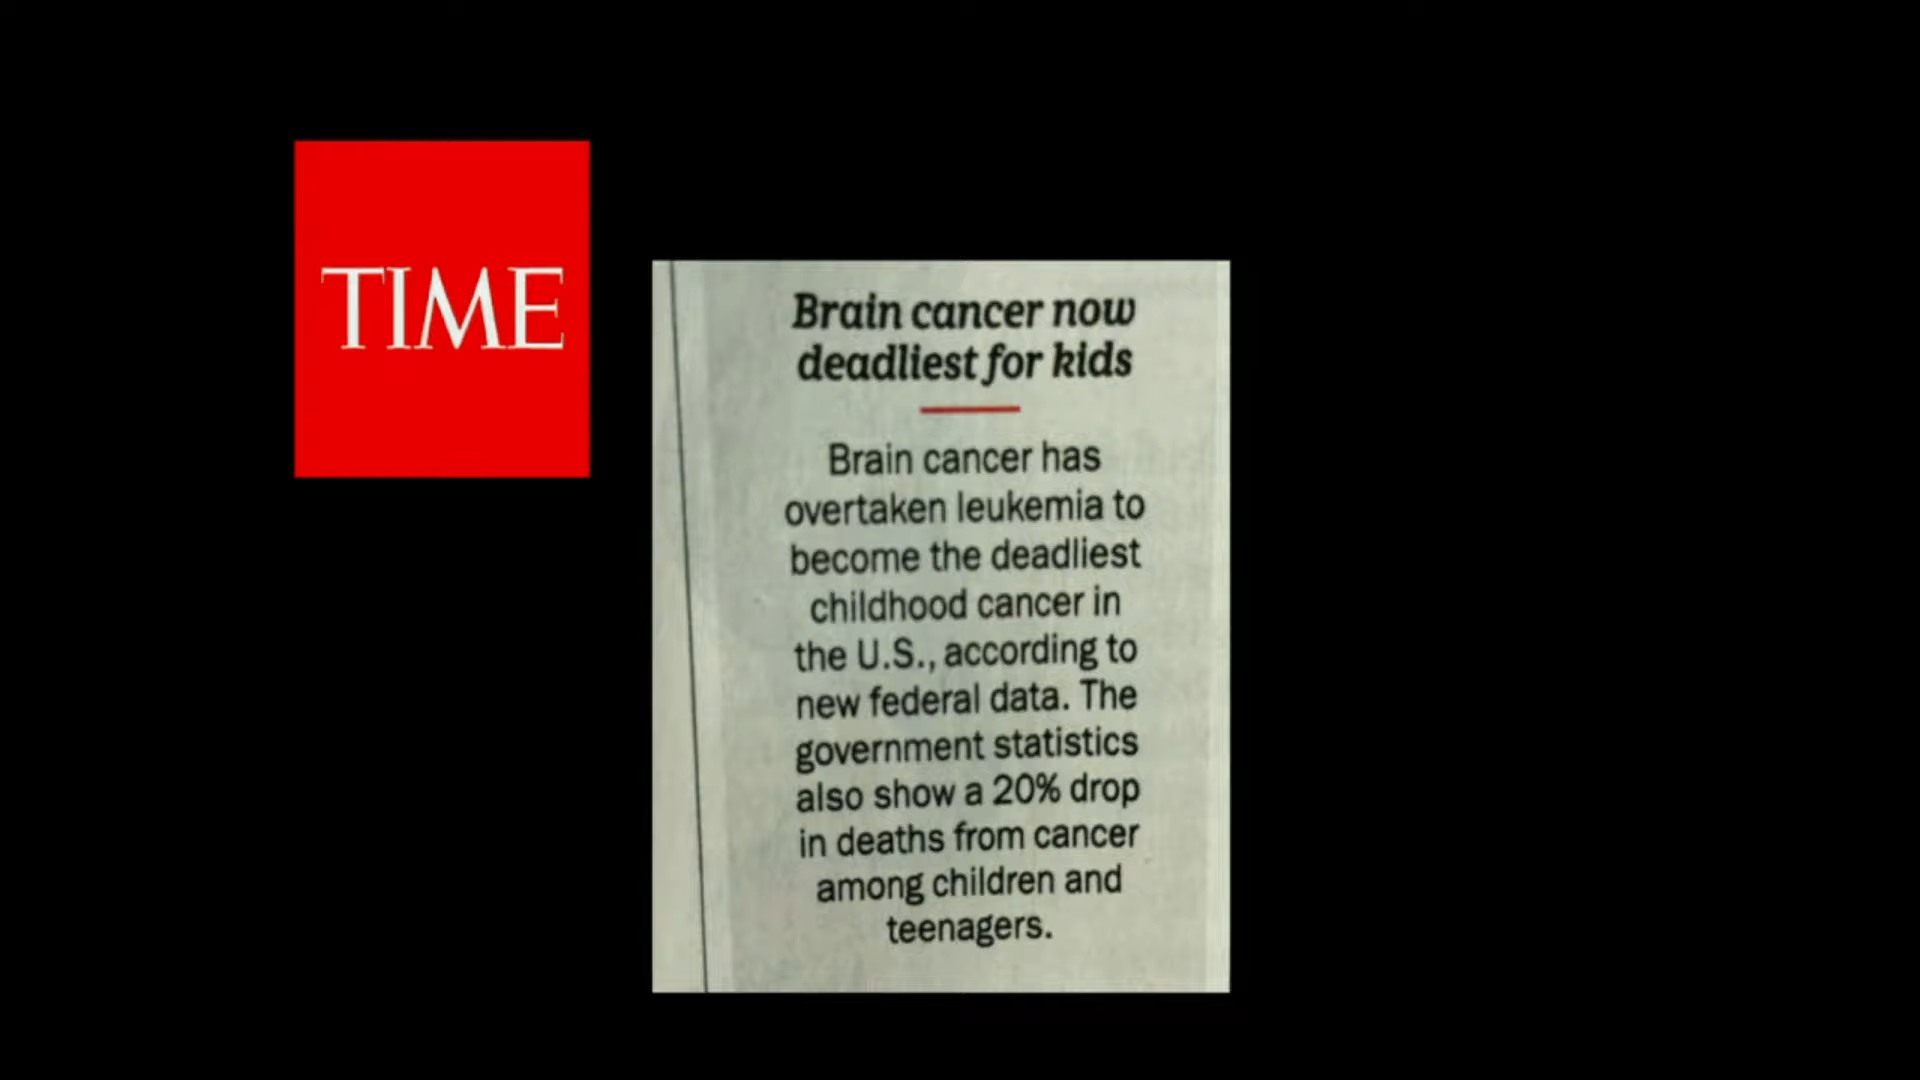 TIME
Brain cancer now
deadliest for kids
Brain cancer has
overtaken leukemia to
become the deadliest
childhood cancer in
the U.S., according to
new federal data. The
government statistics
also show a 20% drop
in deaths from cancer
among children and
teenagers.